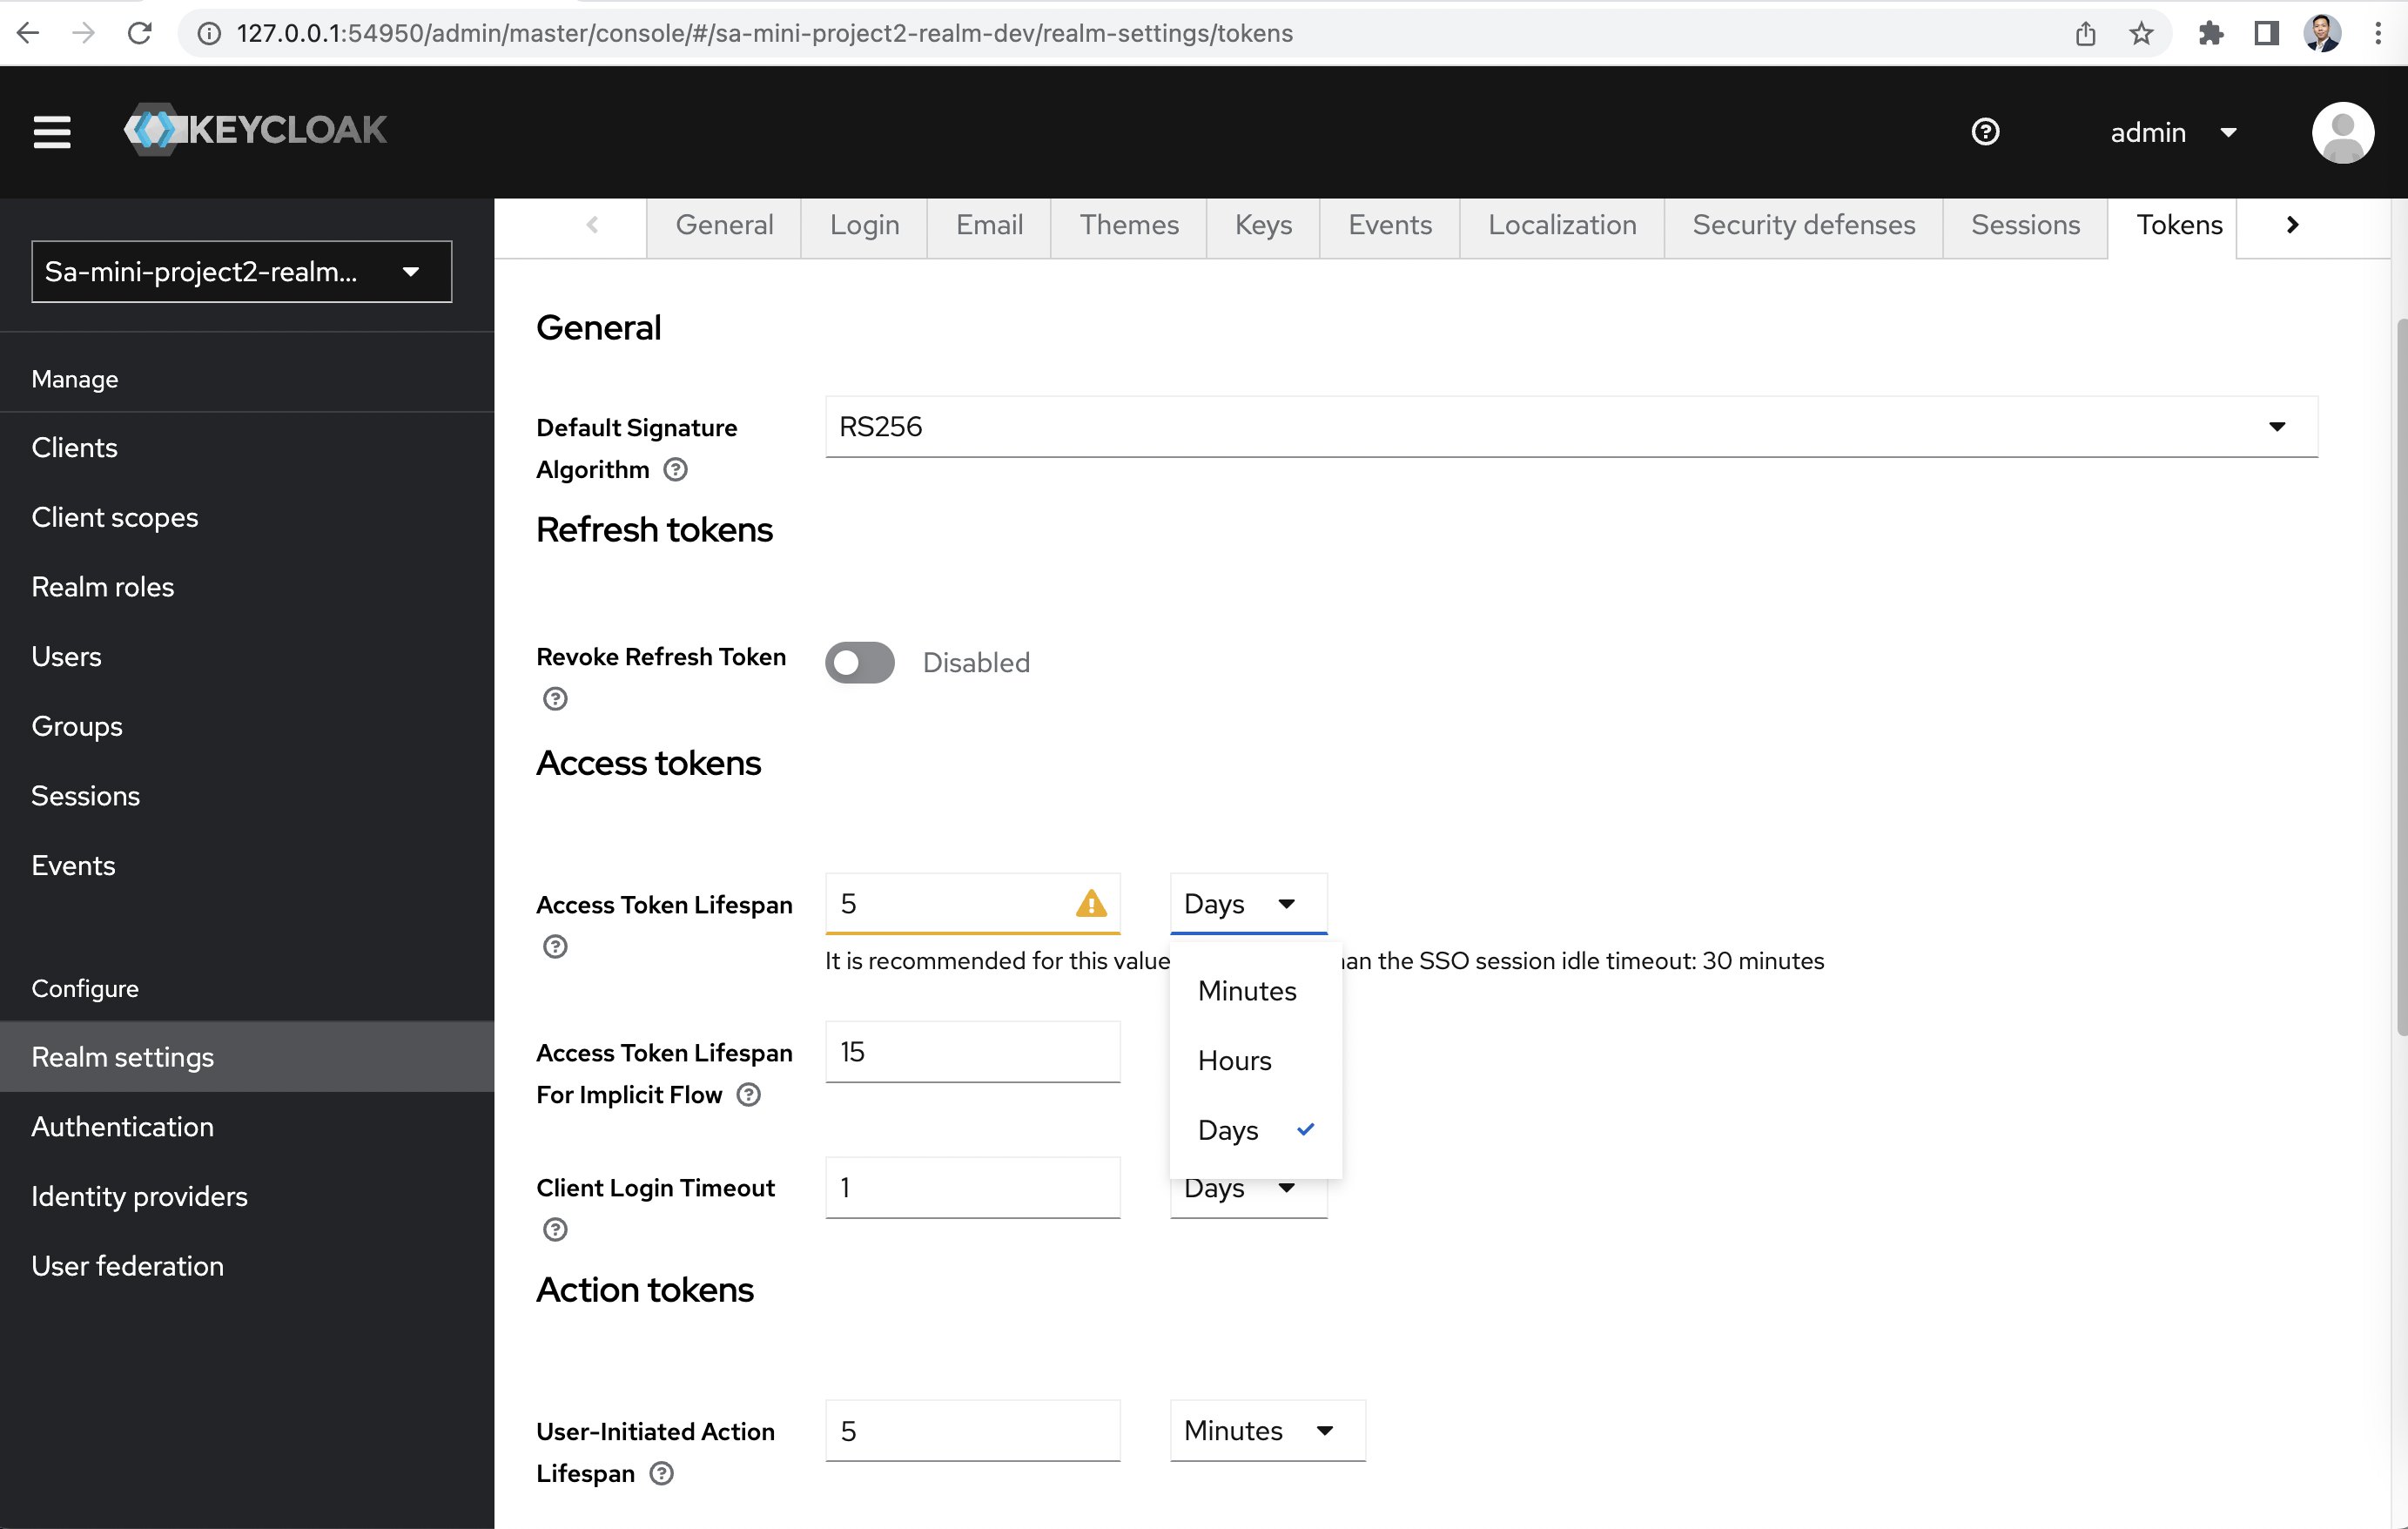 127.0.0.1:54950/admin/master/console/#/sa-mini-project2-realm-dev/realm-settings/tokens
KEYCLOAK
admin
Sa-mini-project2-realm...
Manage
Clients
Client scopes
Realm roles
Users
Groups
Sessions
Events
Configure
Realm settings
Authentication
Identity providers
User federation
General Login Email Themes Keys Events Localization Security defenses Sessions Tokens
General
Default Signature
Algorithm
RS256
Refresh tokens
Revoke Refresh Token
Disabled
Access tokens
Access Token Lifespan
5
Days
It is recommended for this value an the SSO session idle timeout: 30 minutes
Minutes
Hours
Days
Access Token Lifespan
For Implicit Flow
15
Client Login Timeout
1
Days
Action tokens
User-Initiated Action
Lifespan
5
Minutes